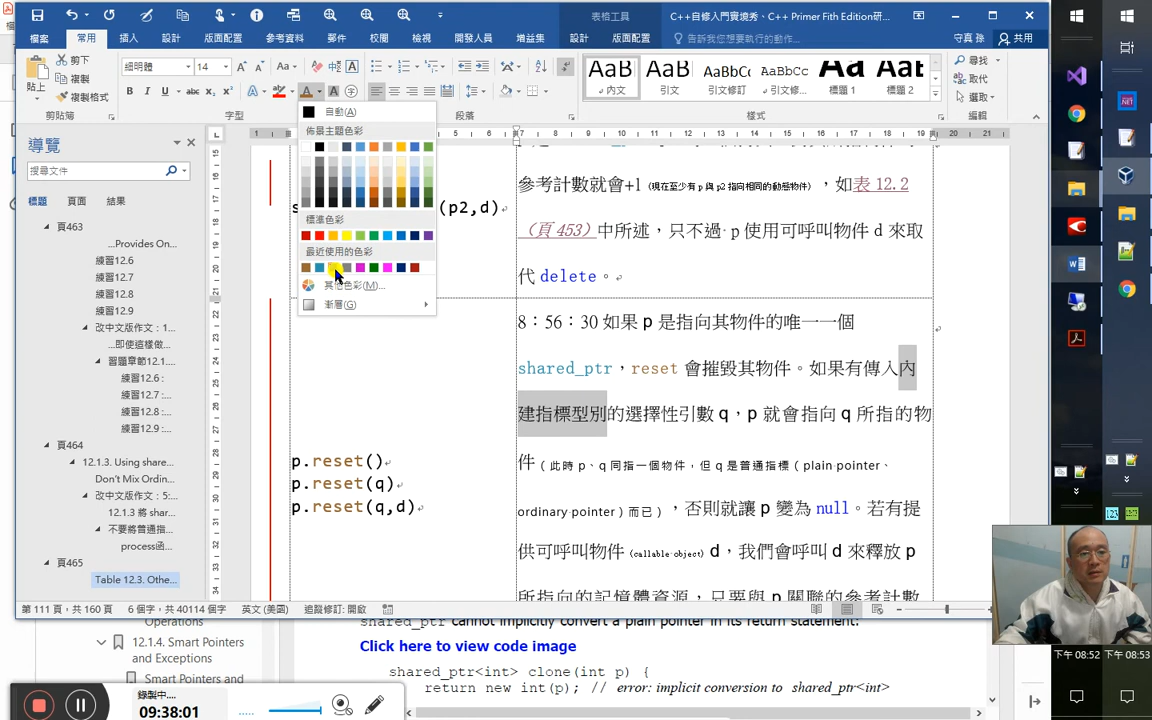 表格工具
C++自修入門實境秀、C++ Primer Fifth Edition研...
檔案
常用
插入
設計
版面配置
參考資料
郵件
校閱
檢視
開發人員
增益集
設計
版面配置
告訴我您想要執行的動作...
守真 孫
共用
貼上
剪下
複製
複製格式
剪貼簿
細明體
14
字型
段落
AaBb
內文
AaBb
引文
AaBbCc
引文修訂
AaBbCc
本文縮排
Aa
標題 1
Aat
標題 2
樣式
尋找
取代
選取
編輯
自動(A)
佈景主題色彩
標準色彩
最近使用的色彩
其他色彩(M)...
漸層(G)
導覽
搜尋文件
標題
頁面
結果
頁463
...Provides On...
練習12.6
練習12.7
練習12.8
練習12.9
改中文版作文：1...
...即使這樣做...
習題章節12.1...
練習12.6 :
練習12.7 :...
練習12.8 :
練習12.9 :...
頁464
12.1.3. Using share...
Don't Mix Ordin...
改中文版作文：5:...
12.1.3 將 shar...
不要將普通指...
process函...
頁465
Table 12.3. Othe...
(p2,d)
參考計數就會+1 (現在至少有 p 與 p2 指向相同的動態物件) ，如表 12.2
（頁 453）中所述，只不過 p 使用可呼叫物件 d 來取
代 delete。
8：56：30 如果 p 是指向其物件的唯一一個
shared_ptr，reset 會摧毀其物件。如果有傳入內
建指標型別的選擇性引數 q，p 就會指向 q 所指的物
件（此時 p、q 同指一個物件，但 q 是普通指標（plain pointer、
ordinary pointer）而已），否則就讓 p 變為 null。若有提
供可呼叫物件 (callable object) d，我們會呼叫 d 來釋放 p
所指向的記憶體資源，只要與 p 關聯的參考計數
p.reset()
p.reset(q)
p.reset(q,d)
第 111 頁，共 160 頁
6 個字，共 40114 個字
英文 (美國)
追蹤修訂: 開啟
Operations
12.1.4. Smart Pointers
and Exceptions
Smart Pointers and
shared_ptr cannot implicitly convert a plain pointer in its return statement:
Click here to view code image
shared_ptr<int> clone(int p) {
return new int(p); // error: implicit conversion to shared_ptr<int>
錄製中....
09:38:01
下午 08:52
下午 08:53